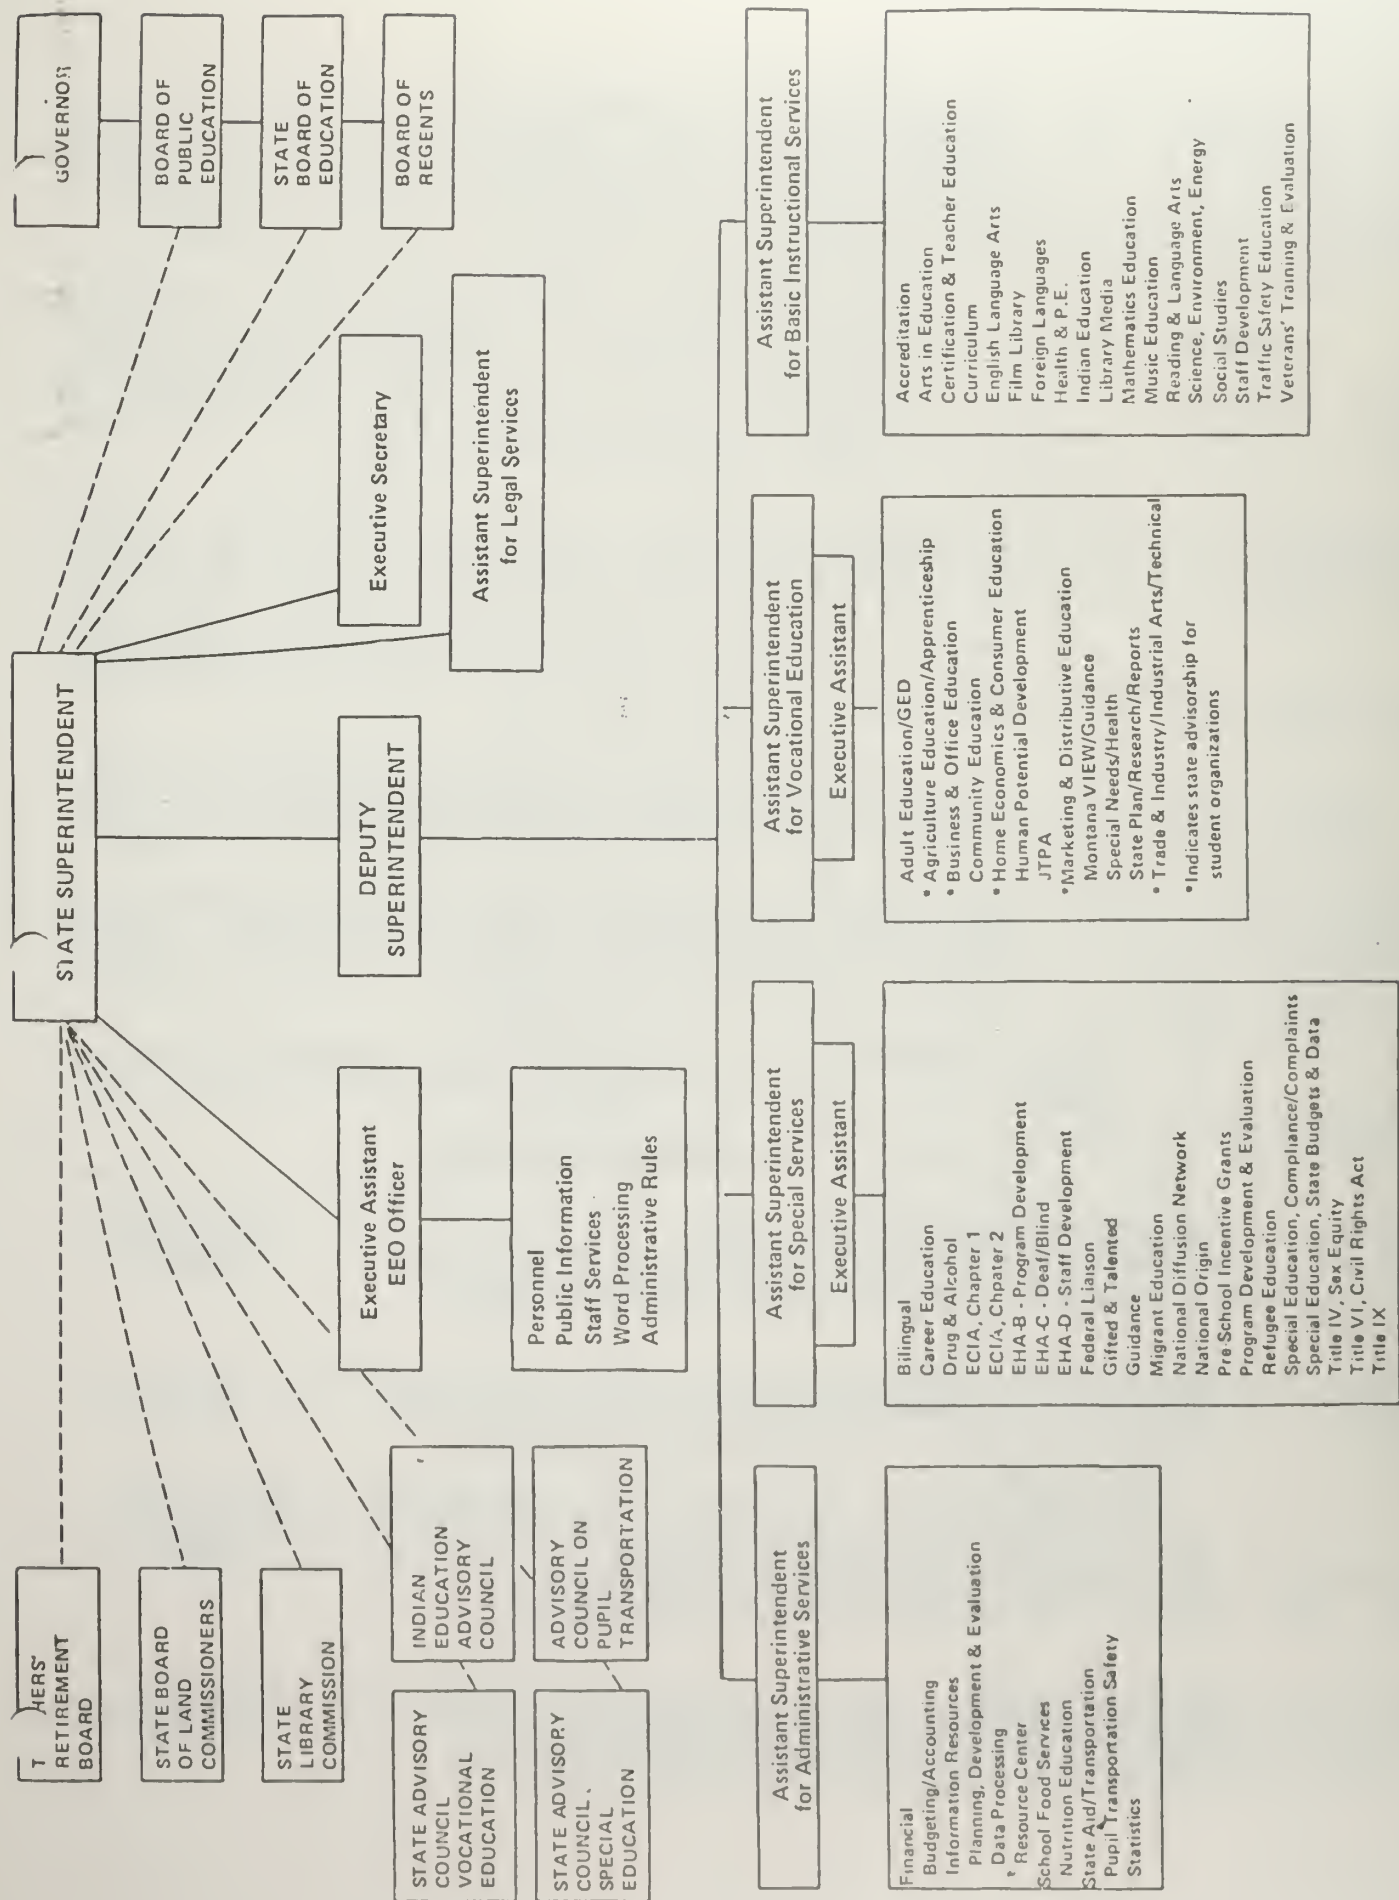 STATE SUPERINTENDENT
GOVERNOR
BOARD OF
PUBLIC
EDUCATION
STATE
BOARD OF
EDUCATION
BOARD OF
REGENTS
T HERS'
RETIREMENT
BOARD
STATE BOARD
OF LAND
COMMISSIONERS
STATE
LIBRARY
COMMISSION
STATE ADVISORY
COUNCIL
VOCATIONAL
EDUCATION
INDIAN
EDUCATION
ADVISORY
COUNCIL
STATE ADVISORY
COUNCIL
SPECIAL
EDUCATION
ADVISORY
COUNCIL ON
PUPIL
TRANSPORTATION
Executive Assistant
EEO Officer
Personnel
Public Information
Staff Services
Word Processing
Administrative Rules
DEPUTY
SUPERINTENDENT
Executive Secretary
Assistant Superintendent
for Legal Services
Assistant Superintendent
for Administrative Services
Financial
Budgeting/Accounting
Information Resources
Planning, Development & Evaluation
Data Processing
Resource Center
School Food Services
Nutrition Education
State Aid/Transportation
Pupil Transportation Safety
Statistics
Assistant Superintendent
for Special Services
Executive Assistant
Bilingual
Career Education
Drug & Alcohol
ECIA, Chapter 1
ECIA, Chpater 2
EHA-B - Program Development
EHA-C - Deaf/Blind
EHA-D - Staff Development
Federal Liaison
Gifted & Talented
Guidance
Migrant Education
National Diffusion Network
National Origin
Pre-School Incentive Grants
Program Development & Evaluation
Refugee Education
Special Education, Compliance/Complaints
Special Education, State Budgets & Data
Title IV, Sex Equity
Title VI, Civil Rights Act
Title IX
Assistant Superintendent
for Vocational Education
Executive Assistant
Adult Education/GED
• Agriculture Education/Apprenticeship
• Business & Office Education
Community Education
• Home Economics & Consumer Education
Human Potential Development
JTPA
•Marketing & Distributive Education
Montana VIEW/Guidance
Special Needs/Health
State Plan/Research/Reports
• Trade & Industry/Industrial Arts/Technical
•Indicates state advisorship for
student organizations
Assistant Superintendent
for Basic Instructional Services
Accreditation
Arts in Education
Certification & Teacher Education
Curriculum
English Language Arts
Film Library
Foreign Languages
Health & P.E.
Indian Education
Library Media
Mathematics Education
Music Education
Reading & Language Arts
Science, Environment, Energy
Social Studies
Staff Development
Traffic Safety Education
Veterans' Training & Evaluation